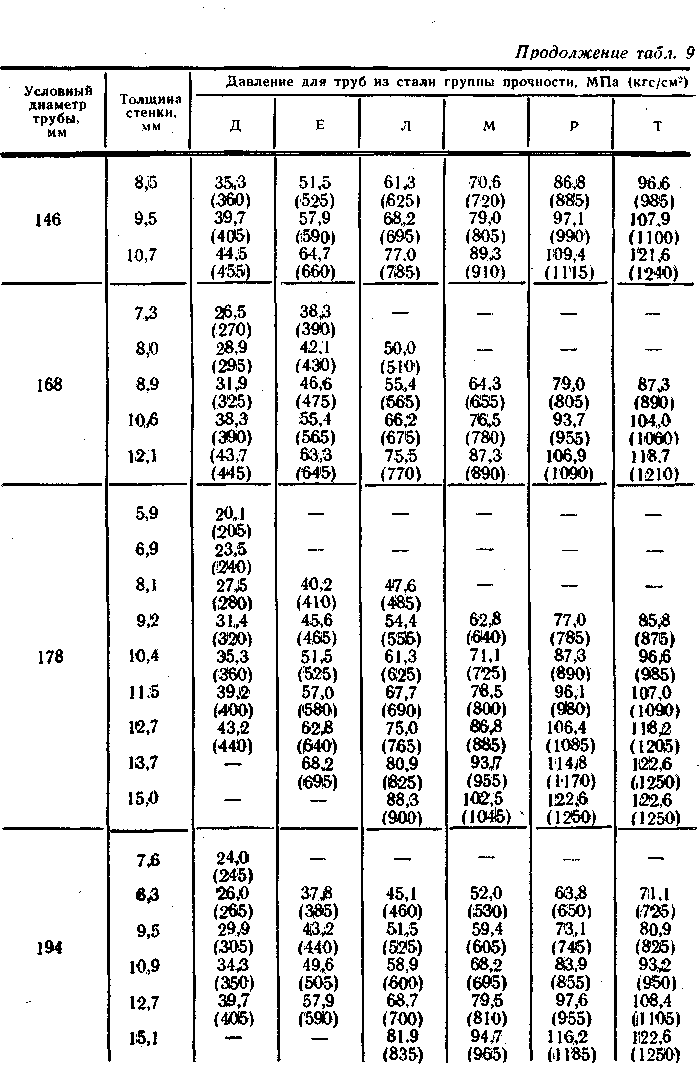 Продолжение табл. 9
Условный диаметр трубы, мм | Толщина стенки, мм | Давление для труб из стали группы прочности, МПа (кгс/см²)
Д | Е | Л | М | Р | Т
146
8,5 | 35,3 | 51,5 | 61,3 | 70,6 | 86,8 | 96,6
(360) | (525) | (625) | (720) | (885) | (985)
9,5 | 39,7 | 57,9 | 68,2 | 79,0 | 97,1 | 107,9
(405) | (590) | (695) | (805) | (990) | (1100)
10,7 | 44,5 | 64,7 | 77,0 | 89,3 | 109,4 | 121,6
(455) | (660) | (785) | (910) | (1115) | (1240)
168
7,3 | 26,5 | 38,3 | — | — | — | —
(270) | (390)
8,0 | 28,9 | 42,1 | 50,0 | — | — | —
(295) | (430) | (510)
8,9 | 31,9 | 46,6 | 55,4 | 64,3 | 79,0 | 87,3
(325) | (475) | (565) | (655) | (805) | (890)
10,6 | 38,3 | 55,4 | 66,2 | 76,5 | 93,7 | 104,0
(390) | (565) | (675) | (780) | (955) | (1060)
12,1 | (43,7 | 63,3 | 75,5 | 87,3 | 106,9 | 118,7
(445) | (645) | (770) | (890) | (1090) | (1210)
178
5,9 | 20,1 | — | — | — | — | —
(205)
6,9 | 23,5 | — | — | — | — | —
(240)
8,1 | 27,5 | 40,2 | 47,6 | — | — | —
(280) | (410) | (485)
9,2 | 31,4 | 45,6 | 54,4 | 62,8 | 77,0 | 85,8
(320) | (465) | (555) | (640) | (785) | (875)
10,4 | 35,3 | 51,5 | 61,3 | 71,1 | 87,3 | 96,6
(360) | (525) | (625) | (725) | (890) | (985)
11,5 | 39,2 | 57,0 | 67,7 | 78,5 | 96,1 | 107,0
(400) | (580) | (690) | (800) | (980) | (1090)
12,7 | 43,2 | 62,8 | 75,0 | 86,8 | 106,4 | 118,2
(440) | (640) | (765) | (885) | (1085) | (1205)
13,7 | — | 68,2 | 80,9 | 93,7 | 114,8 | 122,6
(695) | (825) | (955) | (1170) | (1250)
15,0 | — | — | 88,3 | 102,5 | 122,6 | 122,6
(900) | (1045) | (1250) | (1250)
194
7,6 | 24,0 | — | — | — | — | —
(245)
8,3 | 26,0 | 37,8 | 45,1 | 52,0 | 63,8 | 71,1
(265) | (385) | (460) | (530) | (650) | (725)
9,5 | 29,9 | 43,2 | 51,5 | 59,4 | 73,1 | 80,9
(305) | (440) | (525) | (605) | (745) | (825)
10,9 | 34,3 | 49,6 | 58,9 | 68,2 | 83,9 | 93,2
(350) | (505) | (600) | (695) | (855) | (950)
12,7 | 39,7 | 57,9 | 68,7 | 79,5 | 97,6 | 108,4
(405) | (590) | (700) | (810) | (955) | (1105)
15,1 | — | — | 81,9 | 94,7 | 116,2 | 122,6
(835) | (965) | (1185) | (1250)